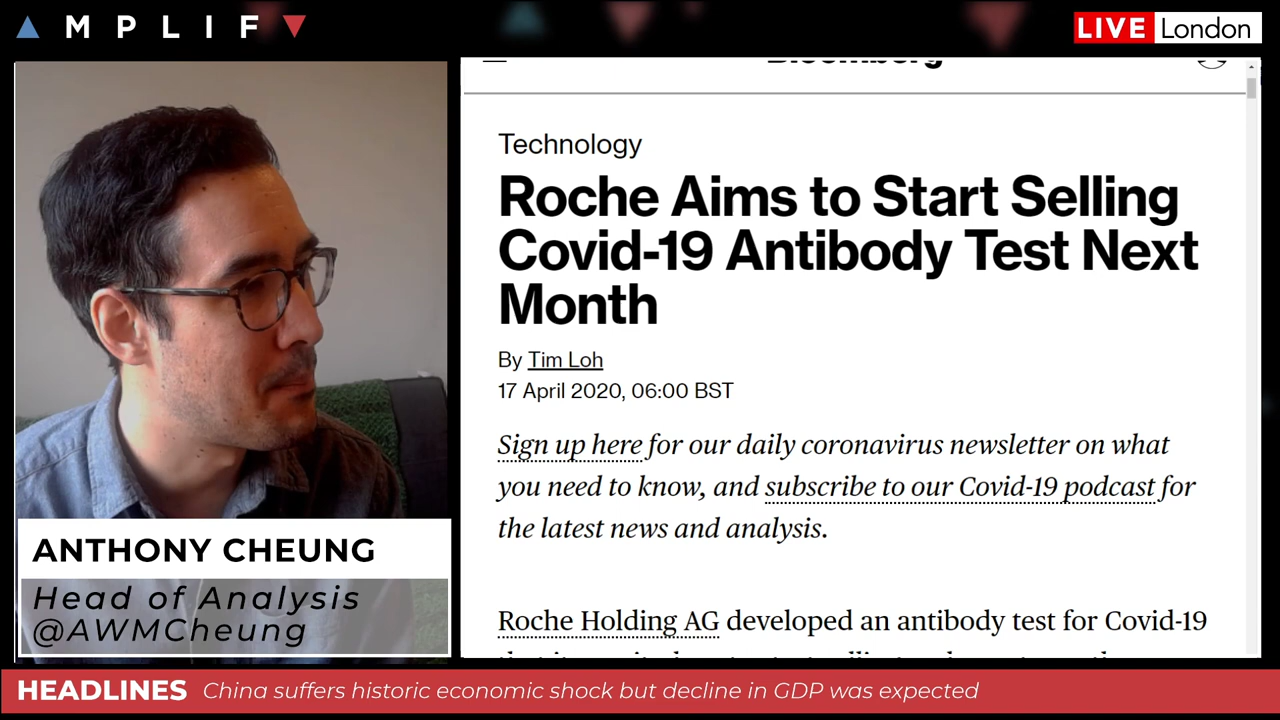 MPLIF
LIVE London
Bloomberg
Technology
Roche Aims to Start Selling
Covid-19 Antibody Test Next
Month
By Tim Loh
17 April 2020, 06:00 BST
Sign up here for our daily coronavirus newsletter on what
you need to know, and subscribe to our Covid-19 podcast for
the latest news and analysis.
Roche Holding AG developed an antibody test for Covid-19
ANTHONY CHEUNG
Head of Analysis
@AWMCheung
HEADLINES China suffers historic economic shock but decline in GDP was expected